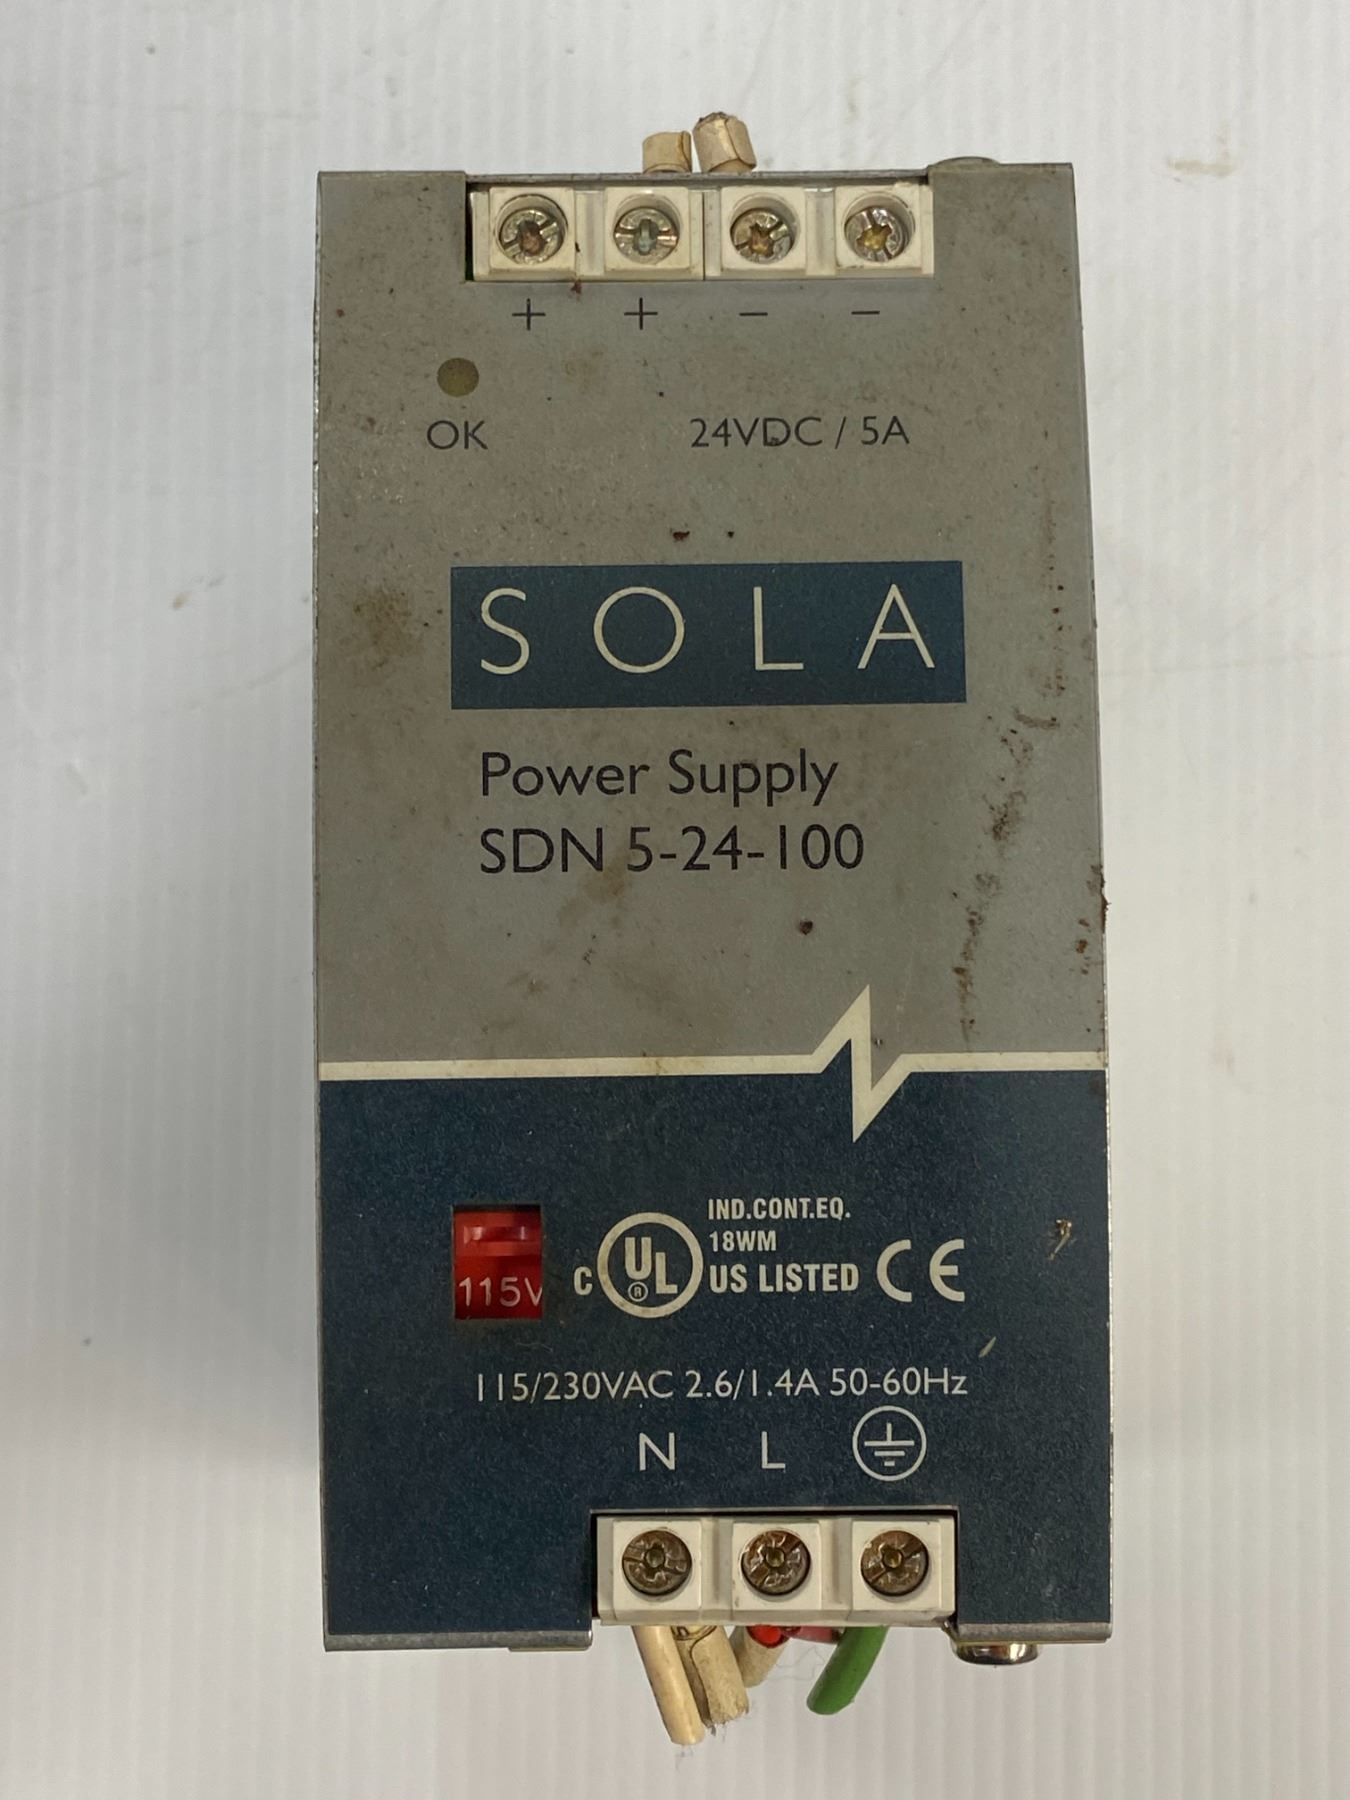 + + − −
OK 24VDC / 5A
SOLA
Power Supply
SDN 5-24-100
IND.CONT.EQ.
18WM
115V C UL ® US LISTED CE
115/230VAC 2.6/1.4A 50-60Hz
N L